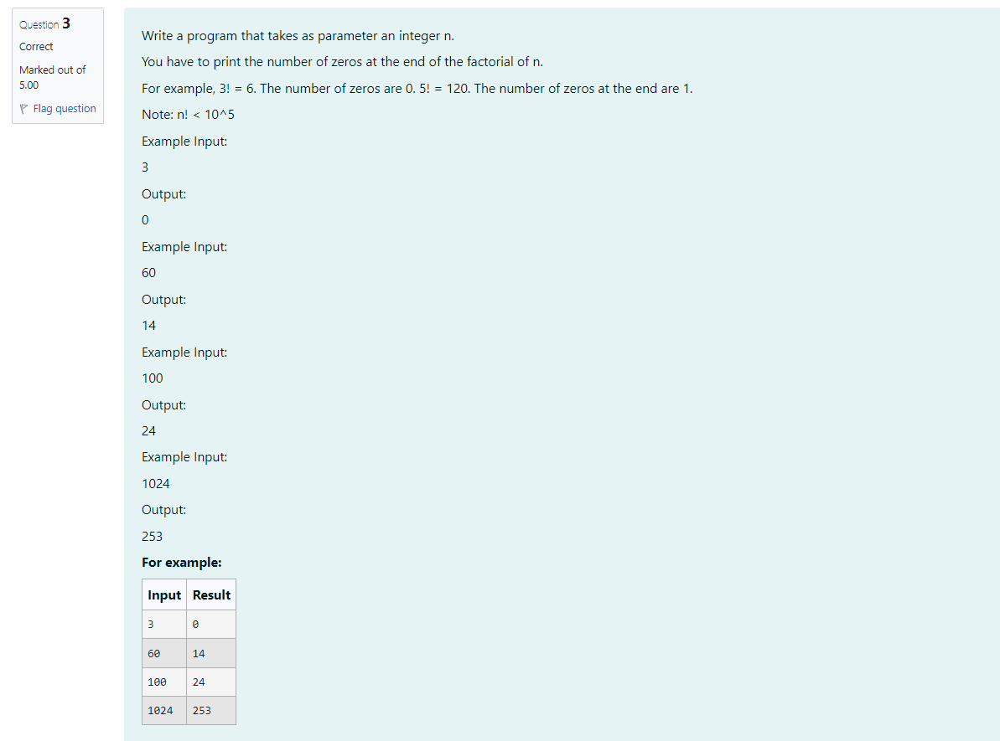 Question 3
Correct
Marked out of
5.00
Flag question
Write a program that takes as parameter an integer n.
You have to print the number of zeros at the end of the factorial of n.
For example, 3! = 6. The number of zeros are 0. 5! = 120. The number of zeros at the end are 1.
Note: n! < 10^5
Example Input:
3
Output:
0
Example Input:
60
Output:
14
Example Input:
100
Output:
24
Example Input:
1024
Output:
253
For example:
Input Result
3 0
60 14
100 24
1024 253